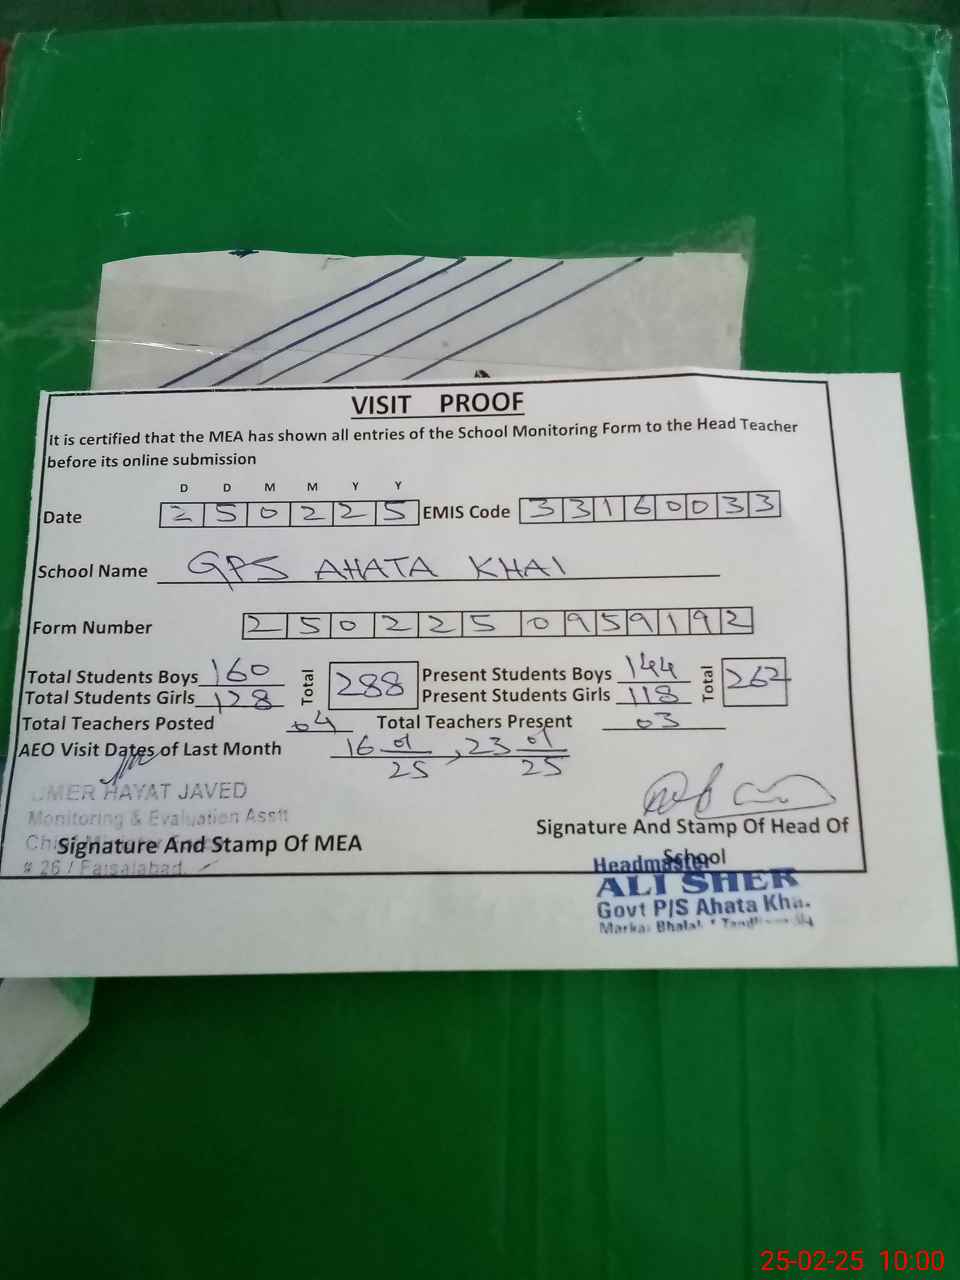 VISIT PROOF
It is certified that the MEA has shown all entries of the School Monitoring Form to the Head Teacher
before its online submission
D D M M Y Y
Date 2 5 0 2 2 5 EMIS Code 3 3 1 6 0 0 3 3
School Name GPS AHATA KHAI
Form Number 2 5 0 2 2 5 0 9 5 9 1 9 2
Total Students Boys 160 Total 288 Present Students Boys 144 Total 262
Total Students Girls 128 Present Students Girls 118
Total Teachers Posted 04 Total Teachers Present 03
AEO Visit Dates of Last Month 16 01/25, 23 01/25
UMER HAYAT JAVED
Monitoring & Evaluation Asstt
Signature And Stamp Of MEA
# 26 / Faisalabad.
Signature And Stamp Of Head Of
School
Headmaster
ALI SHER
Govt P/S Ahata Kha.
25-02-25 10:00